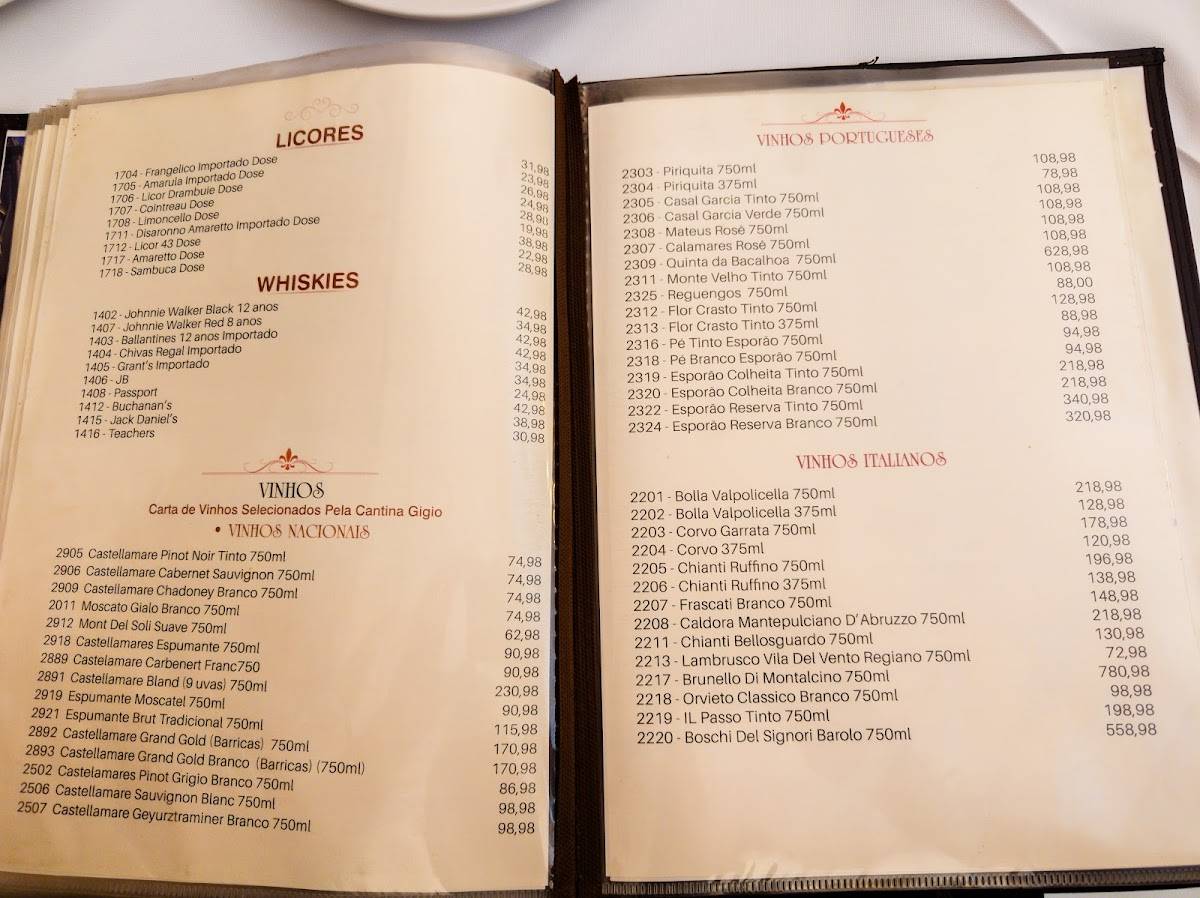 LICORES
1704 - Frangelico Importado Dose 31,98
1705 - Amarula Importado Dose 23,98
1706 - Licor Drambuie Dose 26,98
1707 - Cointreau Dose 24,98
1708 - Limoncello Dose 28,98
1711 - Disaronno Amaretto Importado Dose 19,98
1712 - Licor 43 Dose 38,98
1717 - Amaretto Dose 22,98
1718 - Sambuca Dose 28,98
WHISKIES
1402 - Johnnie Walker Black 12 anos 42,98
1407 - Johnnie Walker Red 8 anos 34,98
1403 - Ballantines 12 anos Importado 42,98
1404 - Chivas Regal Importado 42,98
1405 - Grant's Importado 34,98
1406 - JB 34,98
1408 - Passport 24,98
1412 - Buchanan's 42,98
1415 - Jack Daniel's 38,98
1416 - Teachers 30,98
VINHOS
Carta de Vinhos Selecionados Pela Cantina Gigio
• VINHOS NACIONAIS
2905 Castellamare Pinot Noir Tinto 750ml 74,98
2906 Castellamare Cabernet Sauvignon 750ml 74,98
2909 Castellamare Chadoney Branco 750ml 74,98
2011 Moscato Gialo Branco 750ml 74,98
2912 Mont Del Soli Suave 750ml 62,98
2918 Castellamares Espumante 750ml 90,98
2889 Castelamare Carbenert Franc750 90,98
2891 Castellamare Bland (9 uvas) 750ml 230,98
2919 Espumante Moscatel 750ml 90,98
2921 Espumante Brut Tradicional 750ml 115,98
2892 Castellamare Grand Gold (Barricas) 750ml 170,98
2893 Castellamare Grand Gold Branco (Barricas) (750ml) 170,98
2502 Castelamares Pinot Grigio Branco 750ml 86,98
2506 Castellamare Sauvignon Blanc 750ml 98,98
2507 Castellamare Geyurztraminer Branco 750ml 98,98
VINHOS PORTUGUESES
2303 - Piriquita 750ml 108,98
2304 - Piriquita 375ml 78,98
2305 - Casal Garcia Tinto 750ml 108,98
2306 - Casal Garcia Verde 750ml 108,98
2308 - Mateus Rosé 750ml 108,98
2307 - Calamares Rosé 750ml 108,98
2309 - Quinta da Bacalhoa 750ml 628,98
2311 - Monte Velho Tinto 750ml 108,98
2325 - Reguengos 750ml 88,00
2312 - Flor Crasto Tinto 750ml 128,98
2313 - Flor Crasto Tinto 375ml 88,98
2316 - Pé Tinto Esporão 750ml 94,98
2318 - Pé Branco Esporão 750ml 94,98
2319 - Esporão Colheita Tinto 750ml 218,98
2320 - Esporão Colheita Branco 750ml 218,98
2322 - Esporão Reserva Tinto 750ml 340,98
2324 - Esporão Reserva Branco 750ml 320,98
VINHOS ITALIANOS
2201 - Bolla Valpolicella 750ml 218,98
2202 - Bolla Valpolicella 375ml 128,98
2203 - Corvo Garrata 750ml 178,98
2204 - Corvo 375ml 120,98
2205 - Chianti Ruffino 750ml 196,98
2206 - Chianti Ruffino 375ml 138,98
2207 - Frascati Branco 750ml 148,98
2208 - Caldora Mantepulciano D'Abruzzo 750ml 218,98
2211 - Chianti Bellosguardo 750ml 130,98
2213 - Lambrusco Vila Del Vento Regiano 750ml 72,98
2217 - Brunello Di Montalcino 750ml 780,98
2218 - Orvieto Classico Branco 750ml 98,98
2219 - IL Passo Tinto 750ml 198,98
2220 - Boschi Del Signori Barolo 750ml 558,98